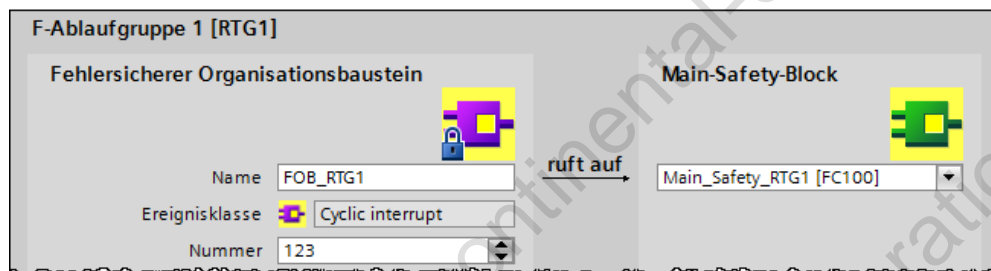 F-Ablaufgruppe 1 [RTG1]
Fehlersicherer Organisationsbaustein
Main-Safety-Block
ruft auf
Name FOB_RTG1
Main_Safety_RTG1 [FC100]
Ereignisklasse Cyclic interrupt
Nummer 123